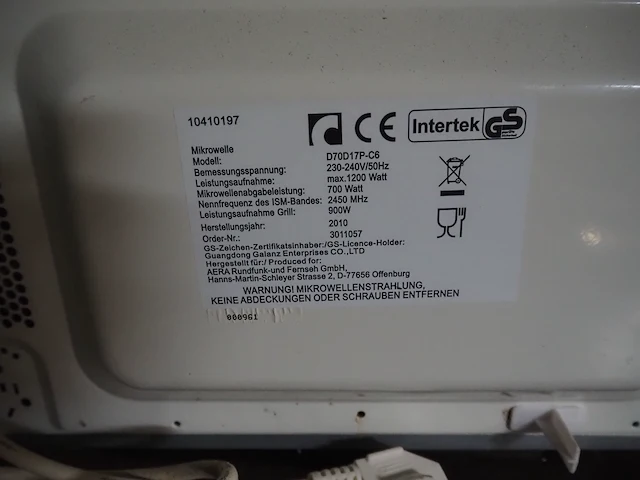 10410197
CE
Intertek GS
Mikrowelle
Modell: D70D17P-C6
Bemessungsspannung: 230-240V/50Hz
Leistungsaufnahme: max.1200 Watt
Mikrowellenabgabeleistung: 700 Watt
Nennfrequenz des ISM-Bandes: 2450 MHz
Leistungsaufnahme Grill: 900W
Herstellungsjahr: 2010
Order-Nr.: 3011057
GS-Zeichen-Zertifikatsinhaber:/GS-Licence-Holder:
Guangdong Galanz Enterprises CO.,LTD
Hergestellt für:/ Produced for:
AERA Rundfunk-und Fernseh GmbH,
Hanns-Martin-Schleyer Strasse 2, D-77656 Offenburg
WARNUNG! MIKROWELLENSTRAHLUNG,
KEINE ABDECKUNGEN ODER SCHRAUBEN ENTFERNEN
000961